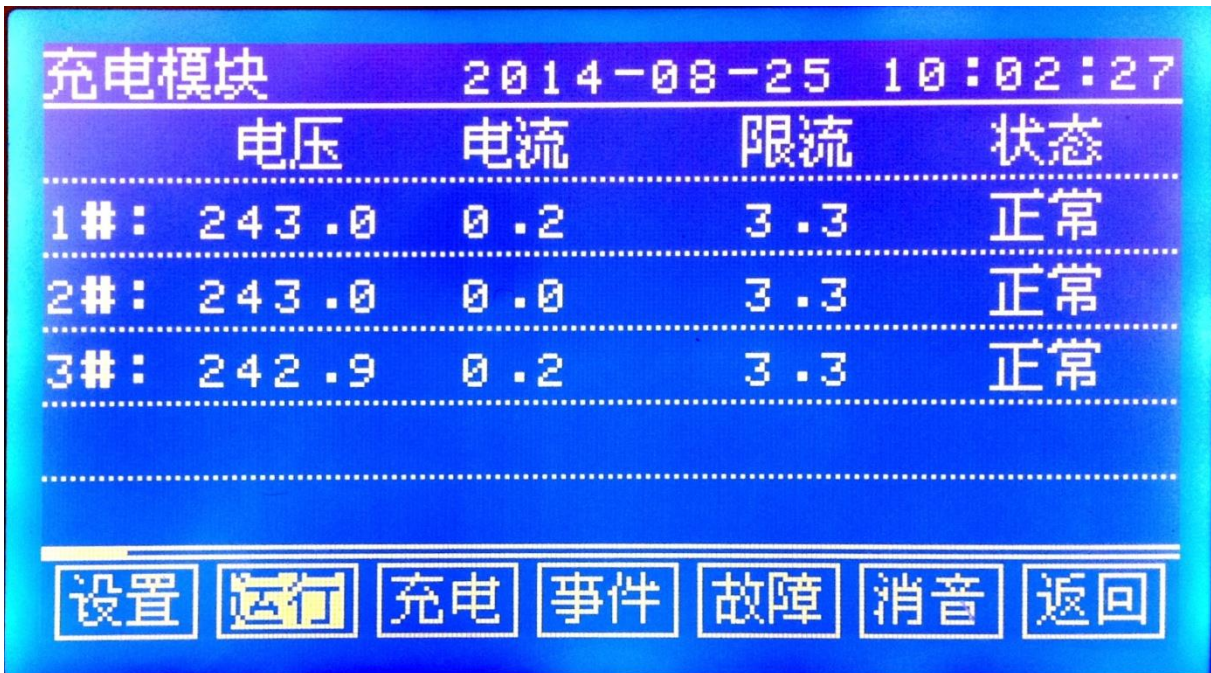 充电模块 2014-08-25 10:02:27
电压 电流 限流 状态
1#: 243.0 0.2 3.3 正常
2#: 243.0 0.0 3.3 正常
3#: 242.9 0.2 3.3 正常
设置 运行 充电 事件 故障 消音 返回